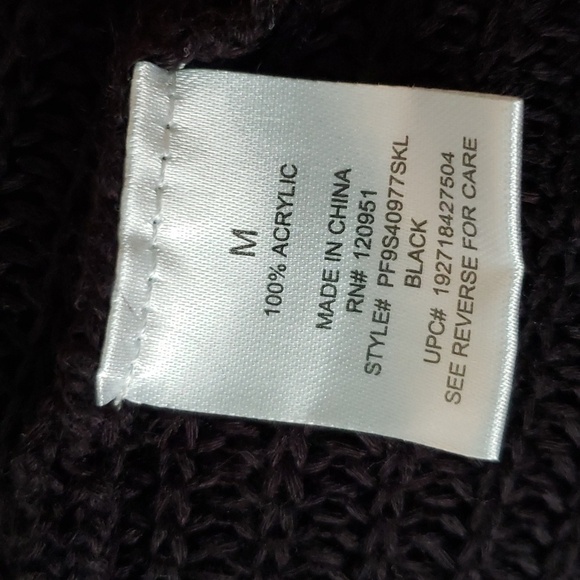 M
100% ACRYLIC
MADE IN CHINA
RN# 120951
STYLE# PF9S40977SKL
BLACK
UPC# 192718427504
SEE REVERSE FOR CARE